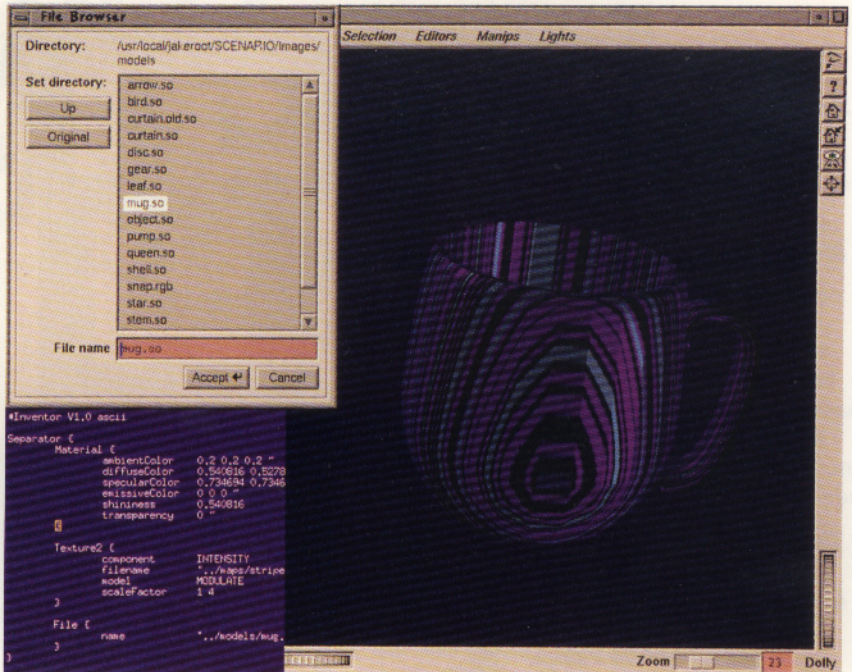 File Browser
Directory:
/usr/local/jal.eroot/SCENARIO/Images/
models
Set directory:
Up
Original
arrow.so
bird.so
curtain.old.so
curtain.so
disc.so
gear.so
leaf.so
mug.so
object.so
pump.so
queen.so
shell.so
snap.rgb
star.so
stem.so
File name
mug.so
Accept
Cancel
Selection Editors Manips Lights
?
#Inventor V1.0 ascii
Separator {
Material {
ambientColor 0.2 0.2 0.2 ~
diffuseColor 0.540816 0.5278
specularColor 0.734694 0.7346
emissiveColor 0 0 0 ~
shininess 0.540816
transparency 0 ~
}
Texture2 {
component INTENSITY
filename "../maps/stripe
model MODULATE
scaleFactor 1 4
}
File {
name "../models/mug.
}
}
Zoom
23
Dolly